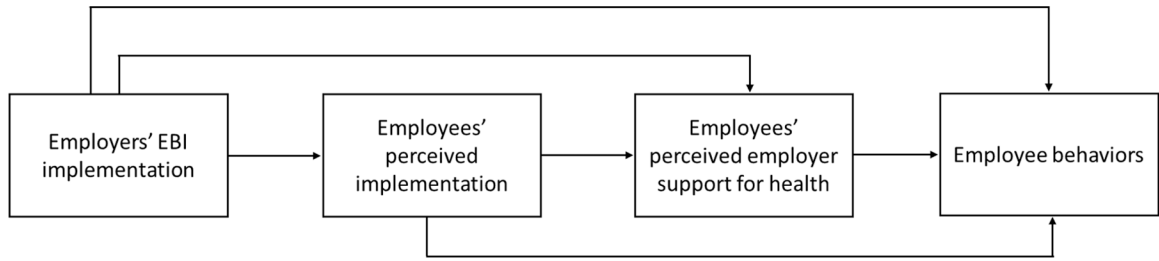 Employers’ EBI
implementation
Employees’
perceived
implementation
Employees’
perceived employer
support for health
Employee behaviors